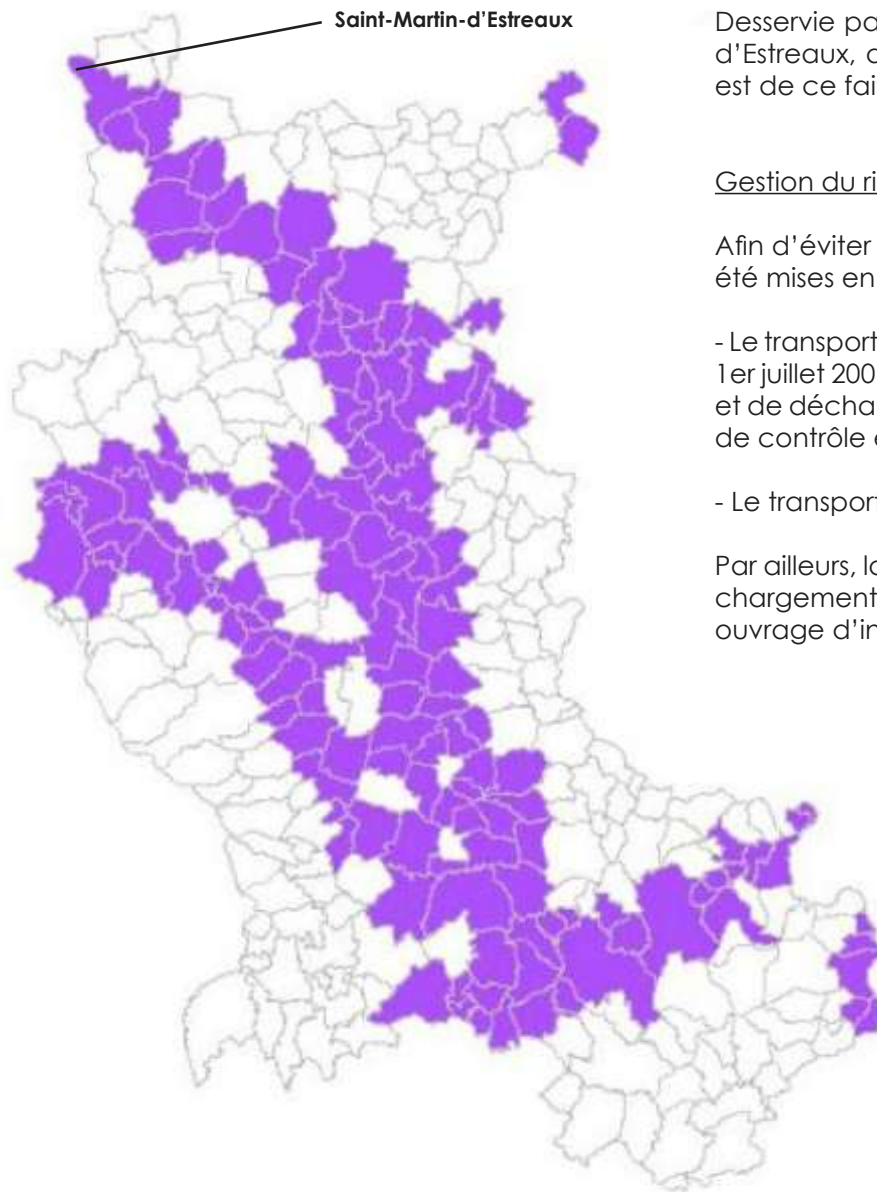 Saint-Martin-d'Estreaux
Desservie pa
d'Estreaux,
est de ce fai
Gestion du ri
Afin d'éviter
été mises en
- Le transport
1er juillet 200
et de décha
de contrôle
- Le transport
Par ailleurs, la
chargement
ouvrage d'in